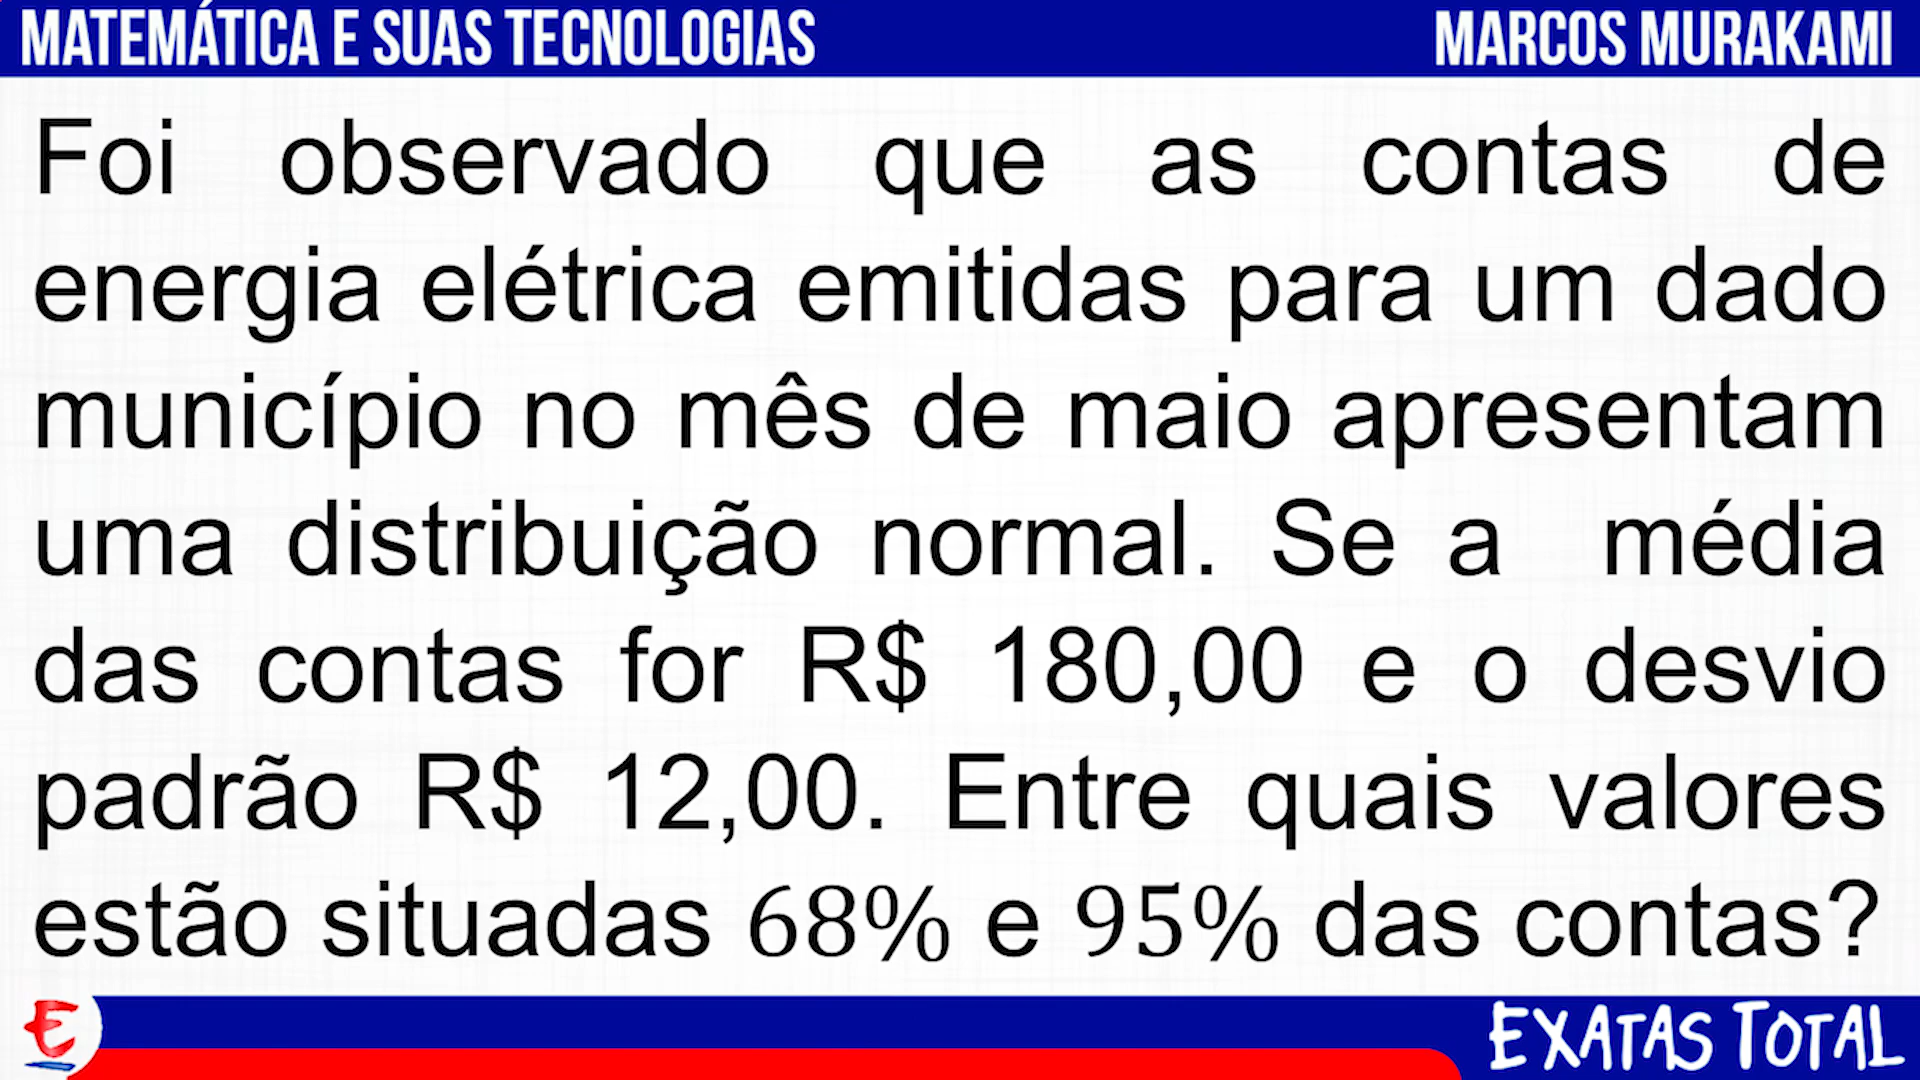 MATEMÁTICA E SUAS TECNOLOGIAS
MARCOS MURAKAMI
Foi observado que as contas de
energia elétrica emitidas para um dado
município no mês de maio apresentam
uma distribuição normal. Se a média
das contas for R$ 180,00 e o desvio
padrão R$ 12,00. Entre quais valores
estão situadas 68% e 95% das contas?
E
EXATAS TOTAL